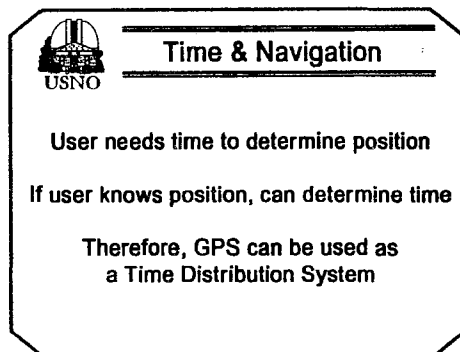 Time & Navigation
USNO
User needs time to determine position
If user knows position, can determine time
Therefore, GPS can be used as
a Time Distribution System